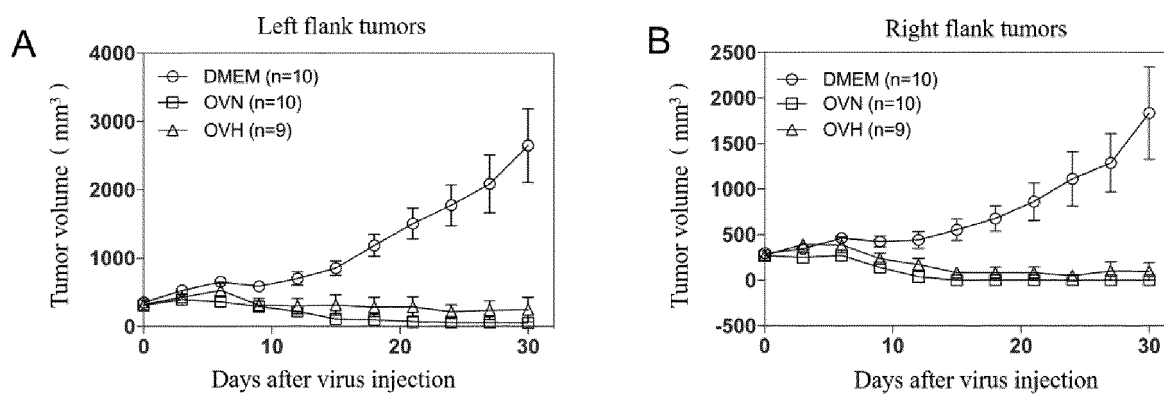 A
Left flank tumors
4000
3000
2000
1000
0
Tumor volume ( mm³ )
DMEM (n=10)
OVN (n=10)
OVH (n=9)
0
10
20
30
Days after virus injection
B
Right flank tumors
2500
2000
1500
1000
500
0
-500
Tumor volume ( mm³ )
DMEM (n=10)
OVN (n=10)
OVH (n=9)
0
10
20
30
Days after virus injection